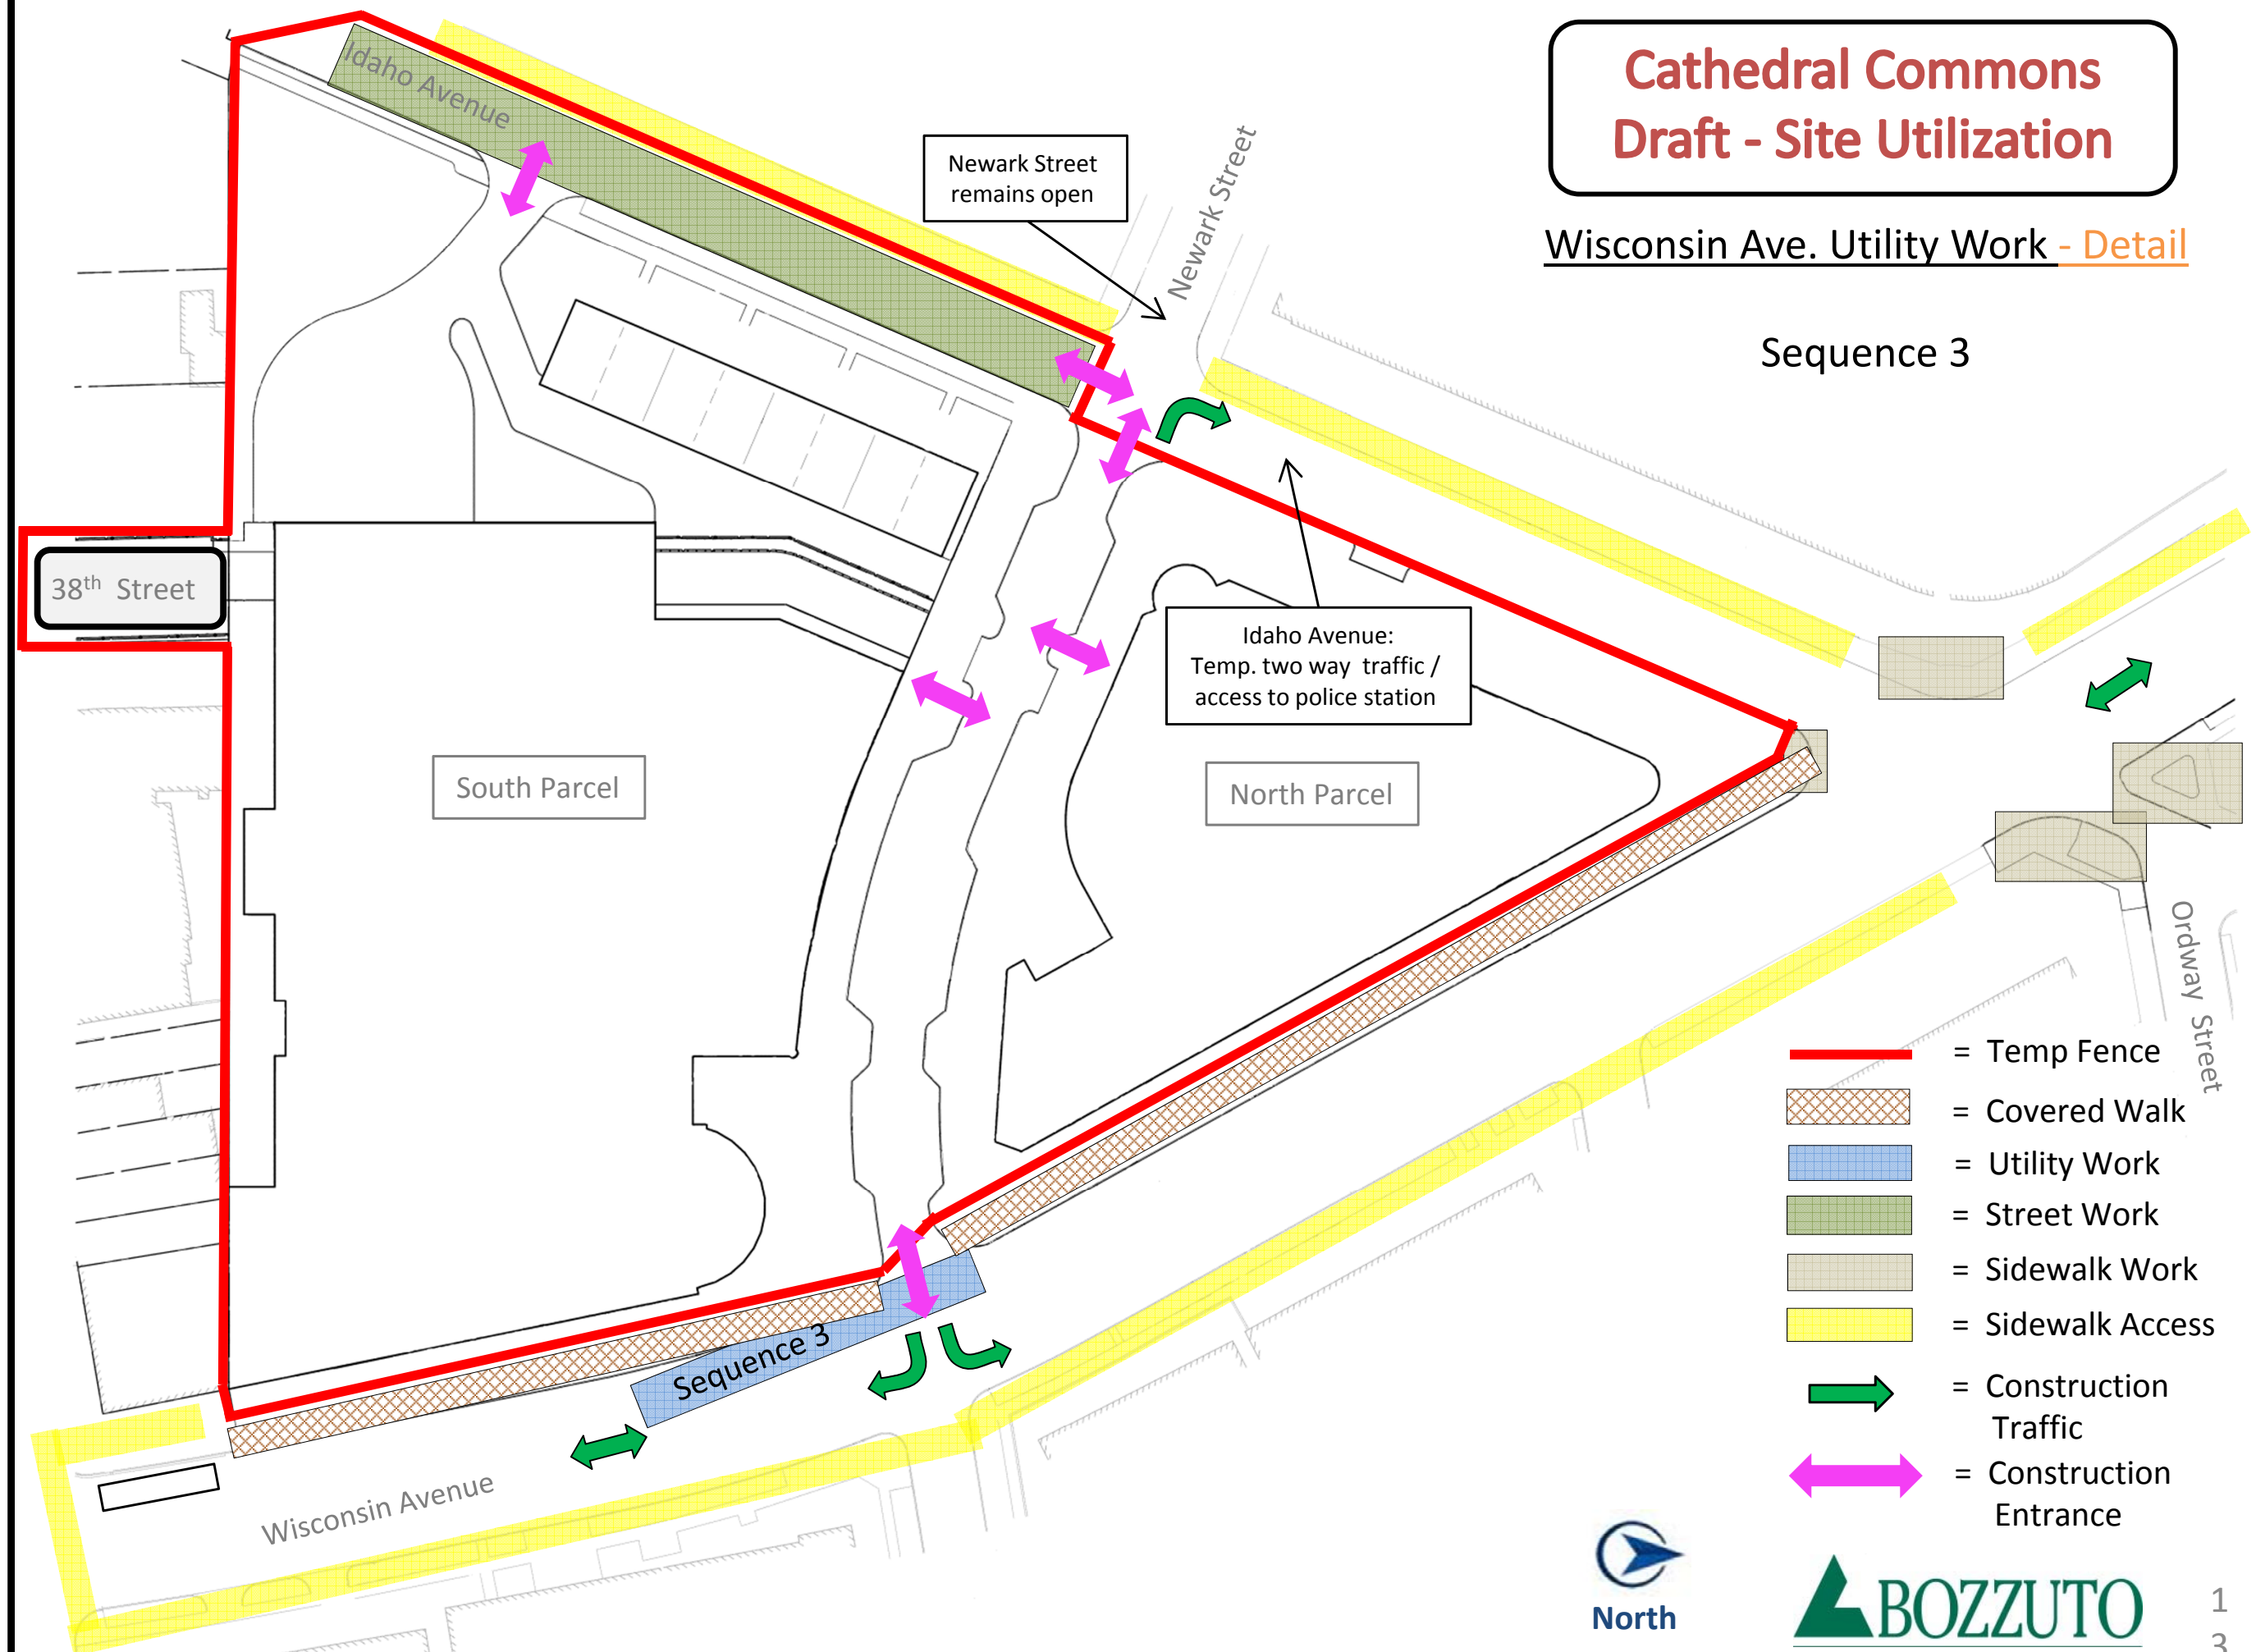 Cathedral Commons
Draft - Site Utilization
Wisconsin Ave. Utility Work - Detail
Sequence 3
Idaho Avenue
Newark Street
remains open
Newark Street
38th Street
Idaho Avenue:
Temp. two way traffic /
access to police station
South Parcel
North Parcel
Ordway Street
Sequence 3
Wisconsin Avenue
= Temp Fence
= Covered Walk
= Utility Work
= Street Work
= Sidewalk Work
= Sidewalk Access
= Construction
Traffic
= Construction
Entrance
North
BOZZUTO
1
3